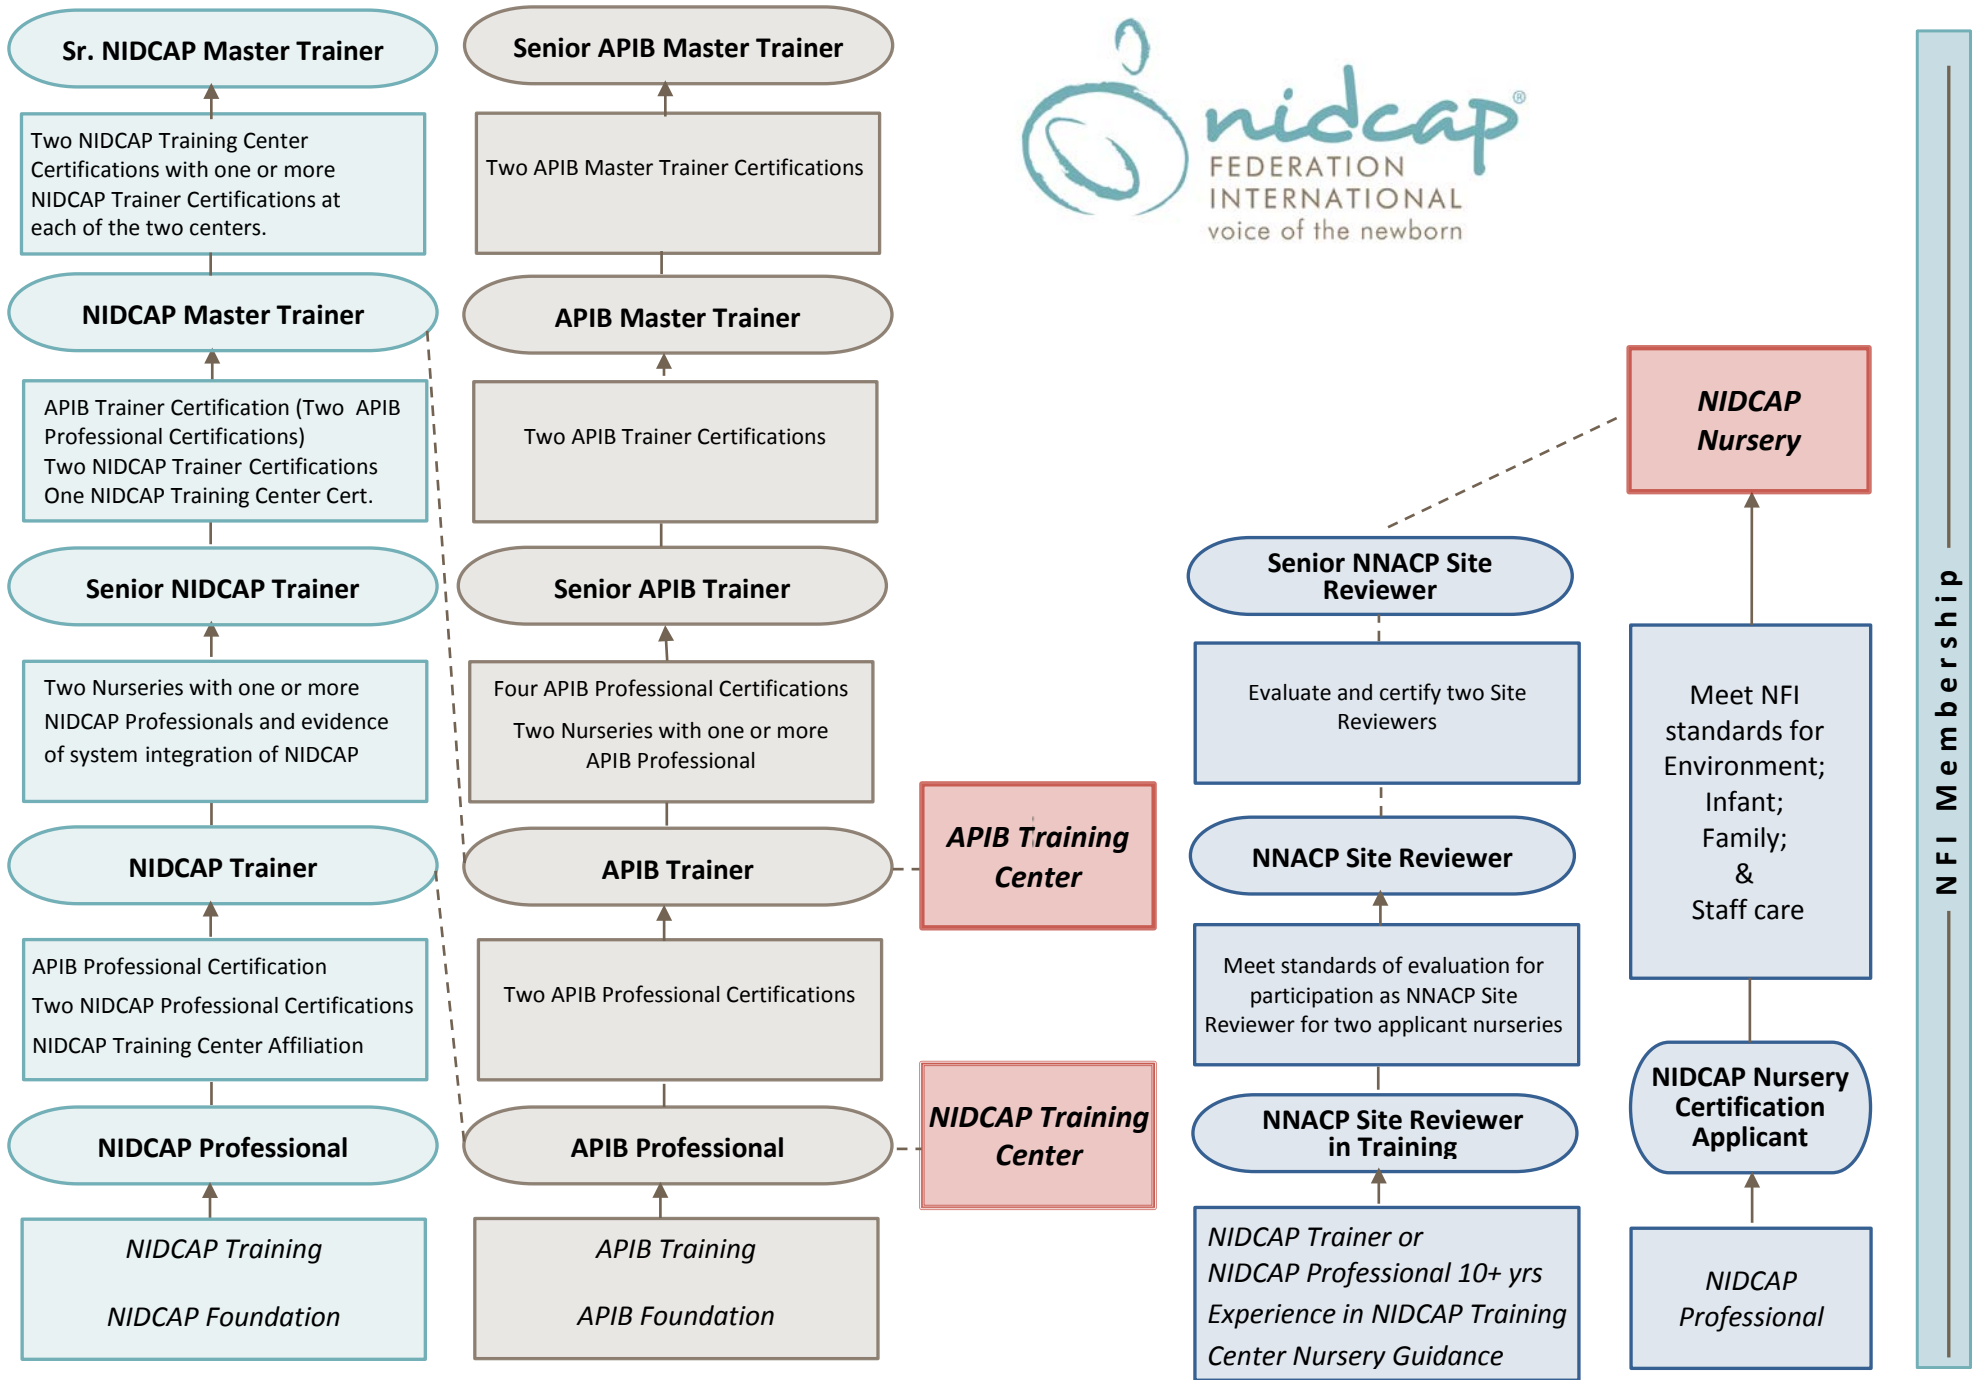 Sr. NIDCAP Master Trainer
Two NIDCAP Training Center
Certifications with one or more
NIDCAP Trainer Certifications at
each of the two centers.
NIDCAP Master Trainer
APIB Trainer Certification (Two APIB
Professional Certifications)
Two NIDCAP Trainer Certifications
One NIDCAP Training Center Cert.
Senior NIDCAP Trainer
Two Nurseries with one or more
NIDCAP Professionals and evidence
of system integration of NIDCAP
NIDCAP Trainer
APIB Professional Certification
Two NIDCAP Professional Certifications
NIDCAP Training Center Affiliation
NIDCAP Professional
NIDCAP Training
NIDCAP Foundation
Senior APIB Master Trainer
Two APIB Master Trainer Certifications
APIB Master Trainer
Two APIB Trainer Certifications
Senior APIB Trainer
Four APIB Professional Certifications
Two Nurseries with one or more
APIB Professional
APIB Trainer
Two APIB Professional Certifications
APIB Professional
APIB Training
APIB Foundation
APIB Training
Center
NIDCAP Training
Center
nidcap®
FEDERATION
INTERNATIONAL
voice of the newborn
Senior NNACP Site
Reviewer
Evaluate and certify two Site
Reviewers
NNACP Site Reviewer
Meet standards of evaluation for
participation as NNACP Site
Reviewer for two applicant nurseries
NNACP Site Reviewer
in Training
NIDCAP Trainer or
NIDCAP Professional 10+ yrs
Experience in NIDCAP Training
Center Nursery Guidance
NIDCAP
Nursery
Meet NFI
standards for
Environment;
Infant;
Family;
&
Staff care
NIDCAP Nursery
Certification
Applicant
NIDCAP
Professional
NFI Membership